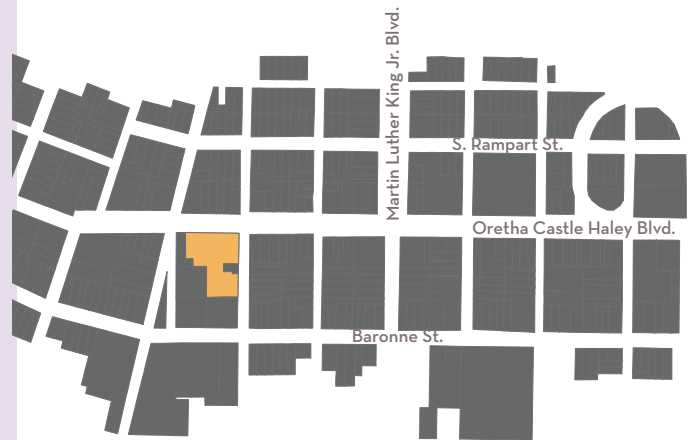 Martin Luther King Jr. Blvd.
S. Rampart St.
Oretha Castle Haley Blvd.
Baronne St.